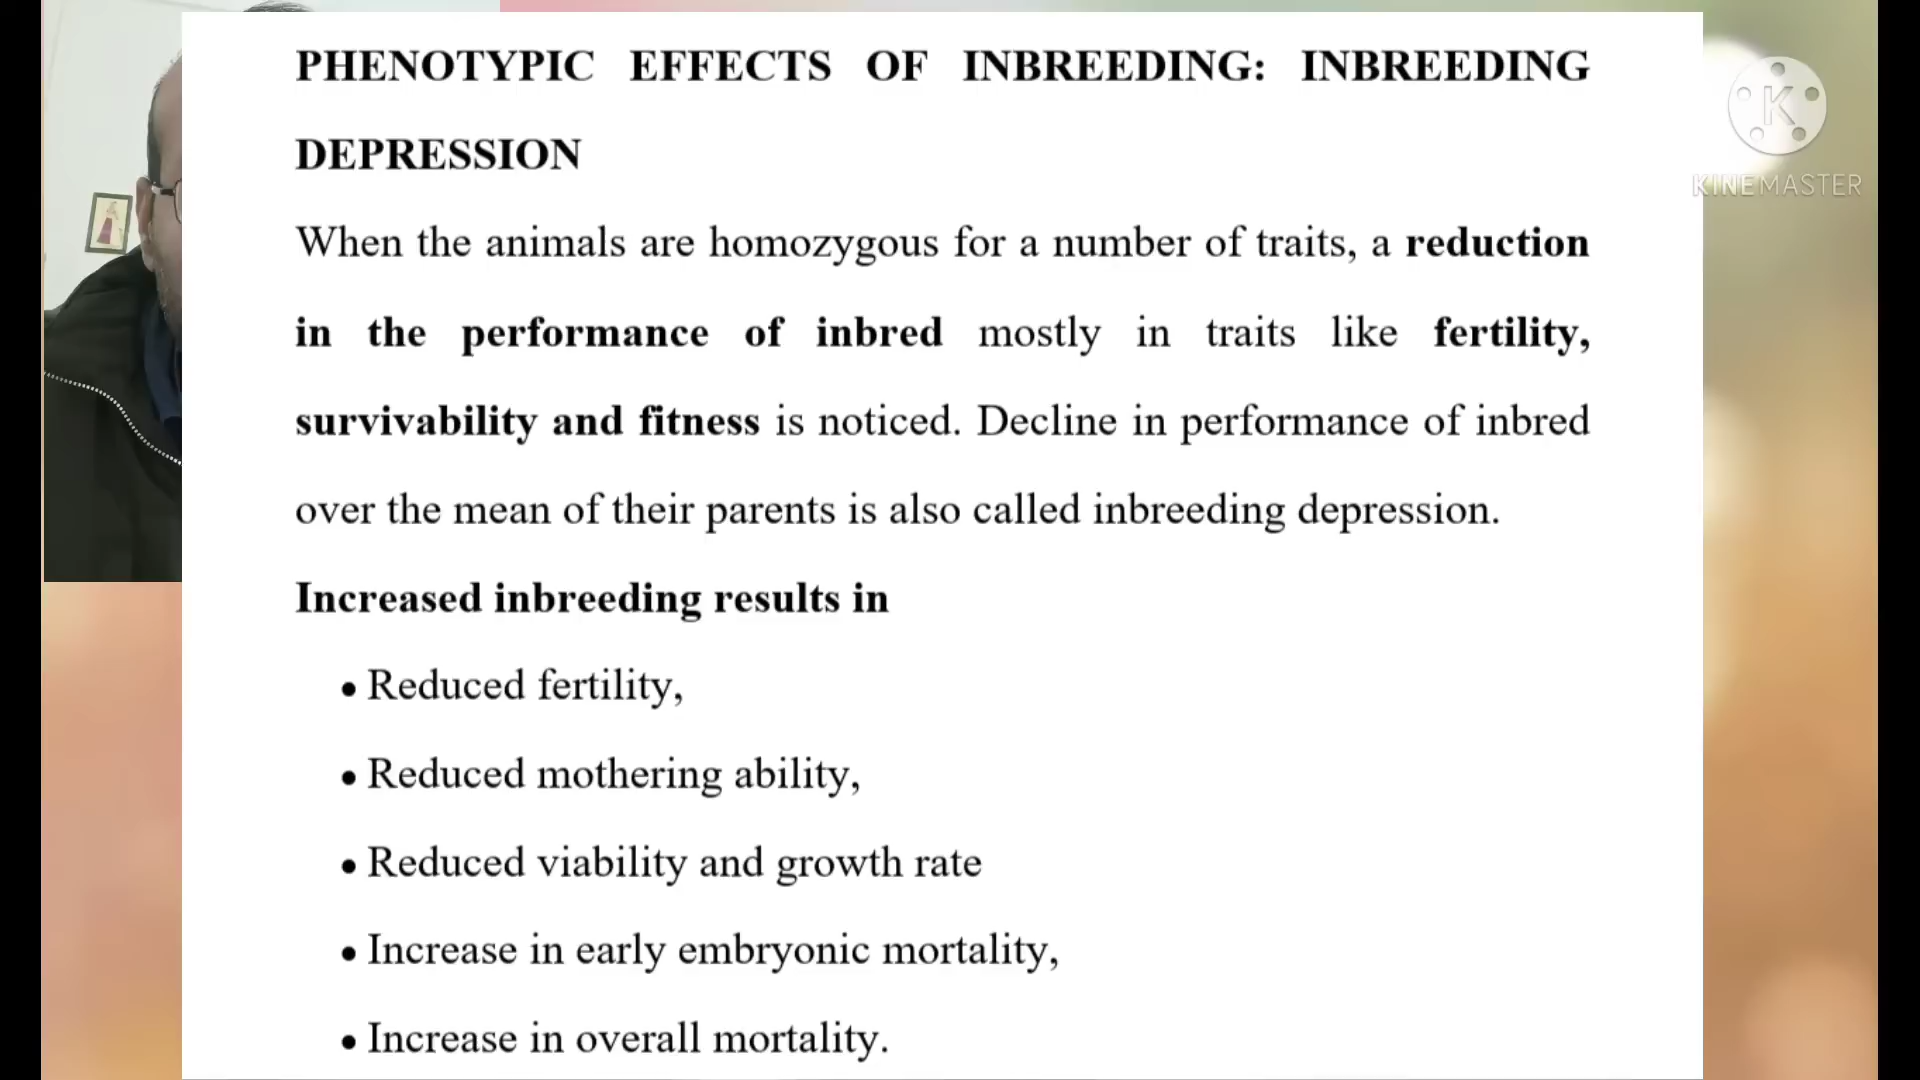 PHENOTYPIC EFFECTS OF INBREEDING: INBREEDING
DEPRESSION
When the animals are homozygous for a number of traits, a reduction
in the performance of inbred mostly in traits like fertility,
survivability and fitness is noticed. Decline in performance of inbred
over the mean of their parents is also called inbreeding depression.
Increased inbreeding results in
• Reduced fertility,
• Reduced mothering ability,
• Reduced viability and growth rate
• Increase in early embryonic mortality,
• Increase in overall mortality.
K
KINEMASTER